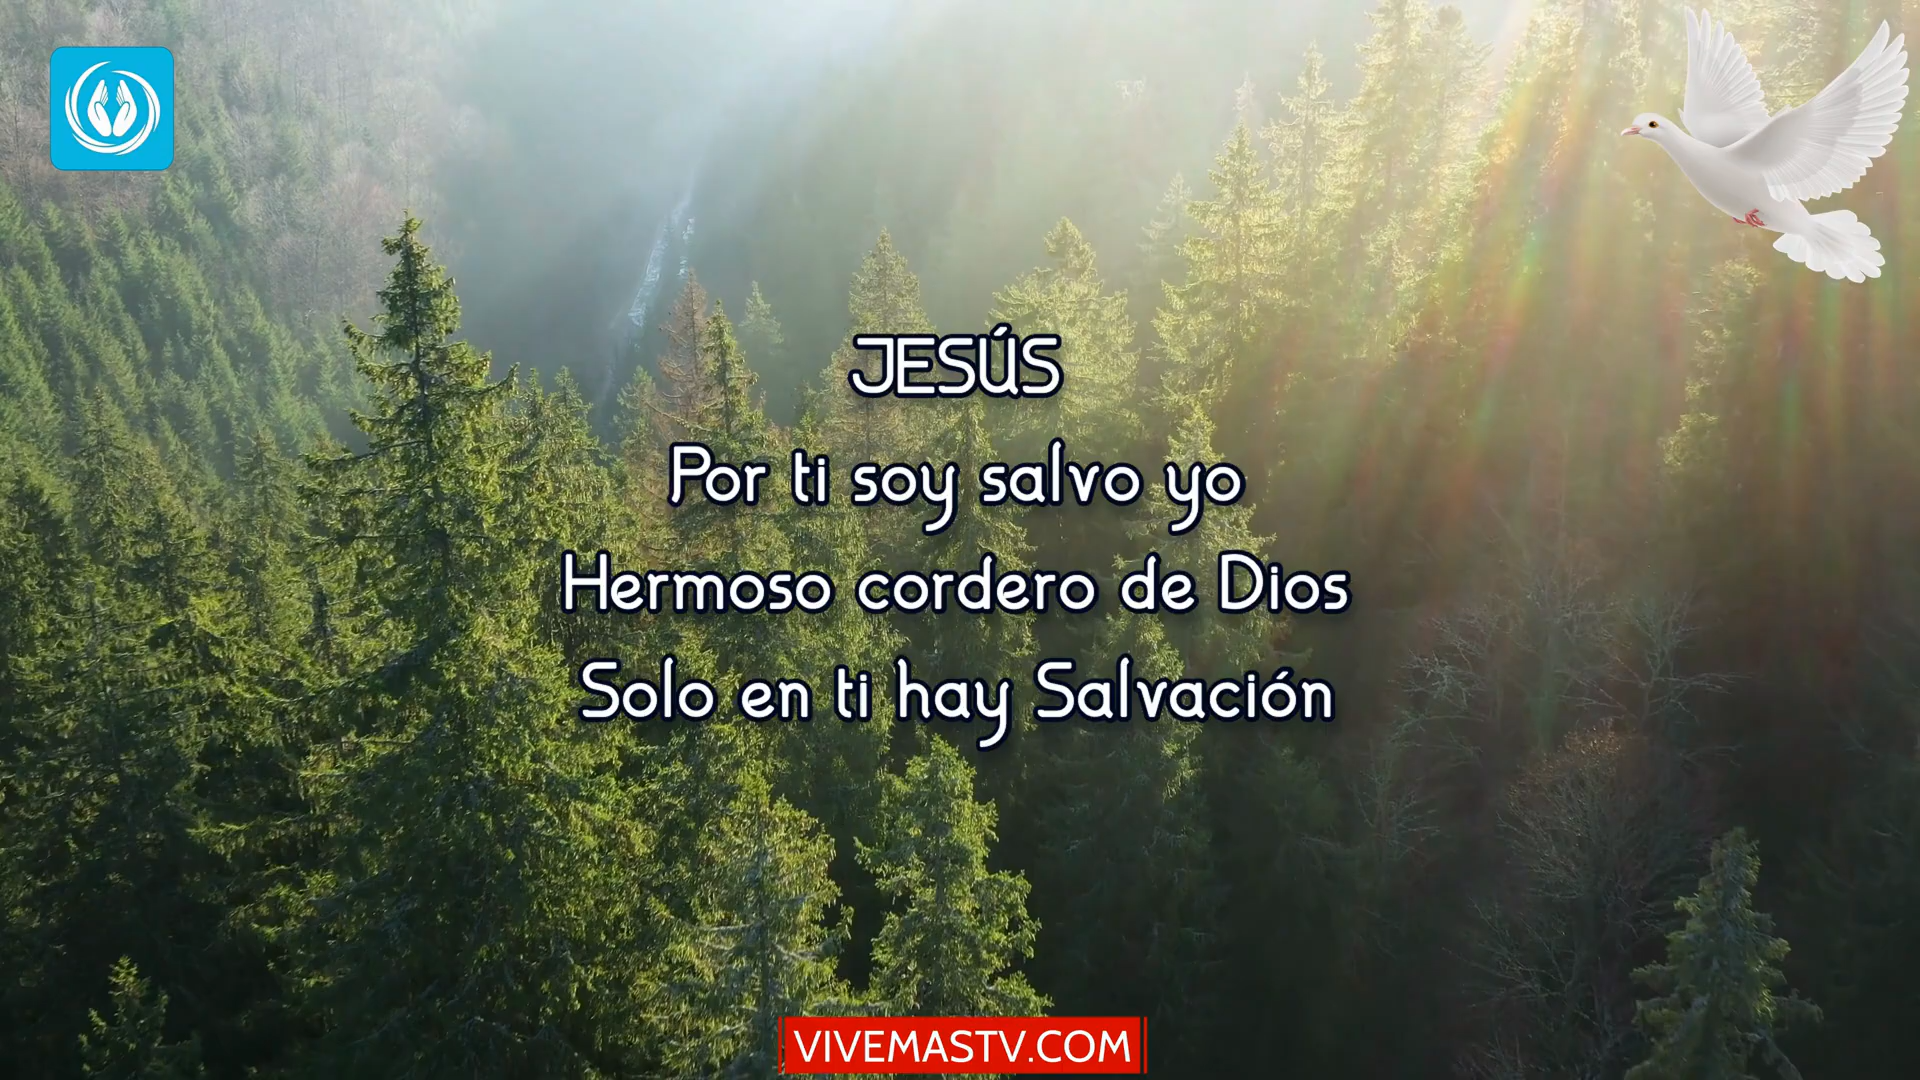 JESÚS
Por ti soy salvo yo
Hermoso cordero de Dios
Solo en ti hay Salvación
VIVEMASTV.COM